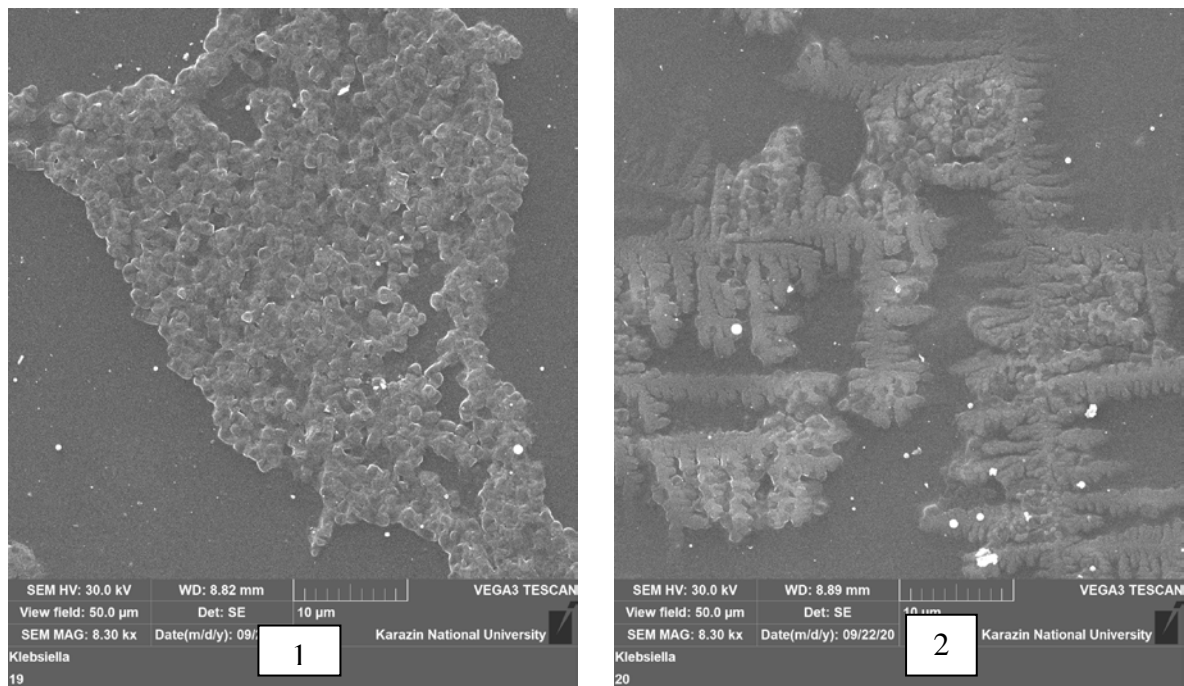 SEM HV: 30.0 kV WD: 8.82 mm VEGA3 TESCAN
View field: 50.0 µm Det: SE 10 µm
SEM MAG: 8.30 kx Date(m/d/y): 09/ Karazin National University
Klebsiella
19
1
SEM HV: 30.0 kV WD: 8.89 mm VEGA3 TESCAN
View field: 50.0 µm Det: SE 10 µm
SEM MAG: 8.30 kx Date(m/d/y): 09/22/20 Karazin National University
Klebsiella
20
2